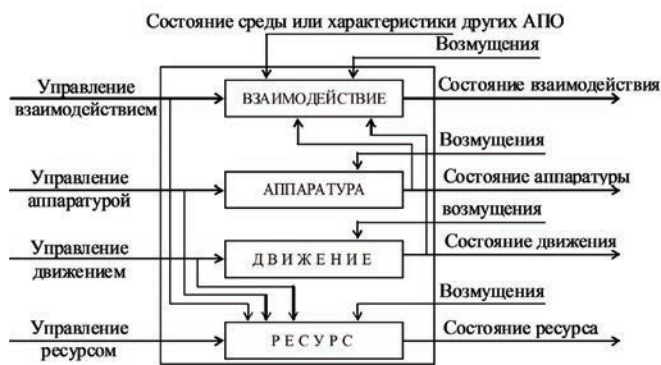 Состояние среды или характеристики других АПО
Возмущения
Управление
взаимодействием
ВЗАИМОДЕЙСТВИЕ
Состояние взаимодействия
Возмущения
Управление
аппаратурой
АППАРАТУРА
Состояние аппаратуры
возмущения
Управление
движением
ДВИЖЕНИЕ
Состояние движения
Возмущения
Управление
ресурсом
РЕСУРС
Состояние ресурса